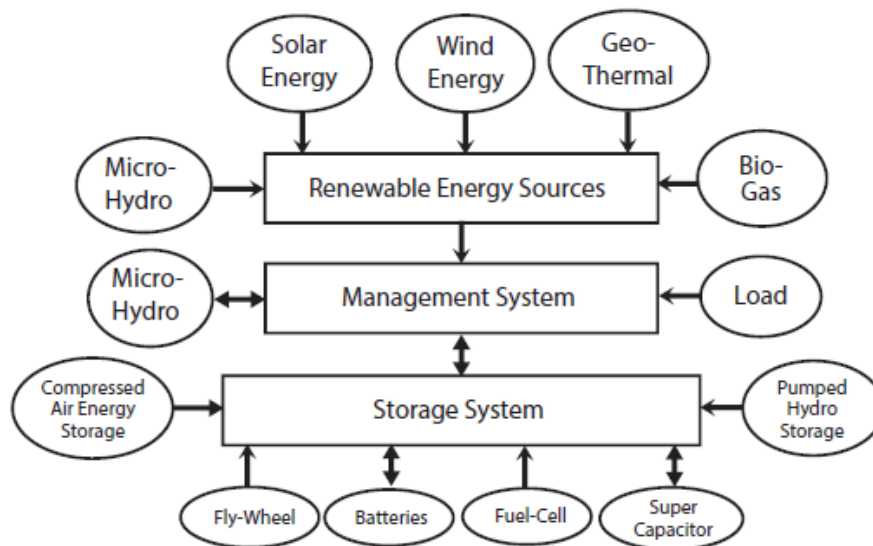 Solar
Energy
Wind
Energy
Geo-
Thermal
Micro-
Hydro
Renewable Energy Sources
Bio-
Gas
Micro-
Hydro
Management System
Load
Compressed
Air Energy
Storage
Storage System
Pumped
Hydro
Storage
Fly-Wheel
Batteries
Fuel-Cell
Super
Capacitor